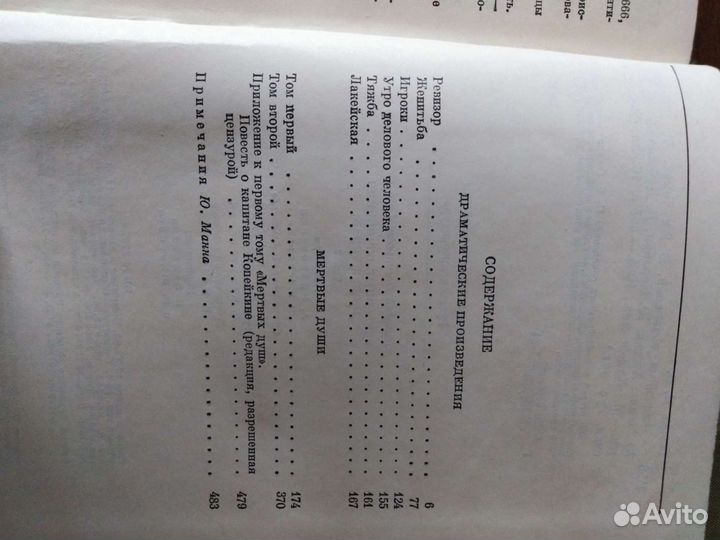 СОДЕРЖАНИЕ
ДРАМАТИЧЕСКИЕ ПРОИЗВЕДЕНИЯ
Ревизор . . . . . . . . . . . . . . . . . . 6
Женитьба . . . . . . . . . . . . . . . . . 77
Игроки . . . . . . . . . . . . . . . . . . 124
Утро делового человека . . . . . . . . . . 155
Тяжба . . . . . . . . . . . . . . . . . . 161
Лакейская . . . . . . . . . . . . . . . . 167
МЕРТВЫЕ ДУШИ
Том первый . . . . . . . . . . . . . . . . 174
Том второй . . . . . . . . . . . . . . . . 370
Приложение к первому тому «Мертвых душ».
Повесть о капитане Копейкине (редакция, разрешенная
цензурой) . . . . . . . . . . . . . . . . 479
Примечания Ю. Манна . . . . . . . . . . . 483
666,
Avito